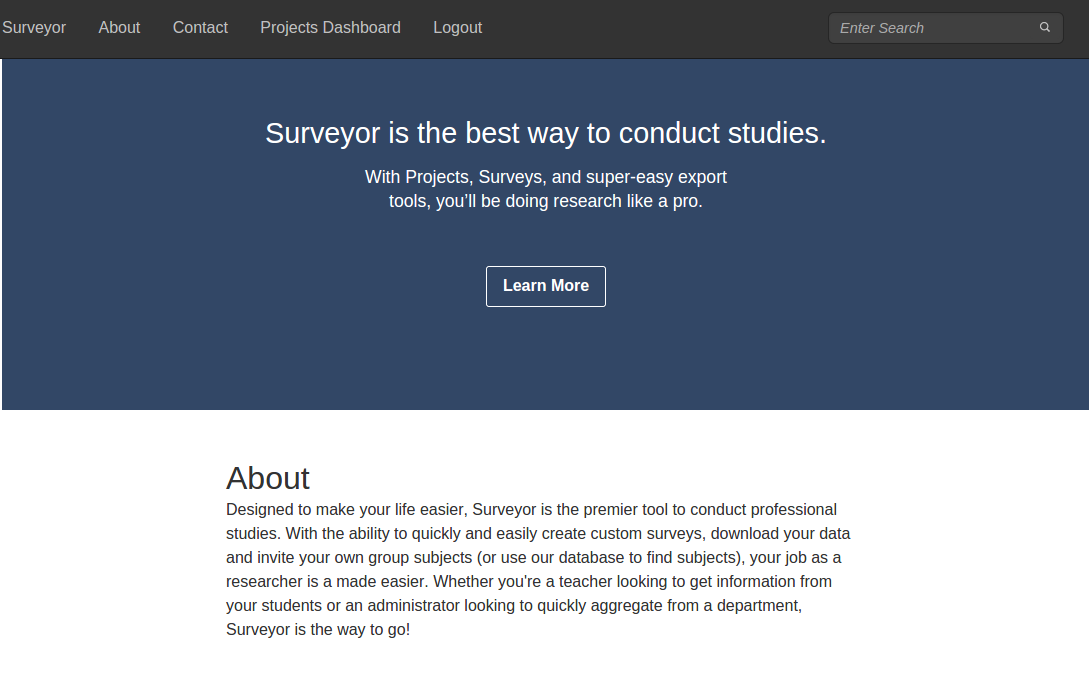 Surveyor About Contact Projects Dashboard Logout Enter Search
Surveyor is the best way to conduct studies.
With Projects, Surveys, and super-easy export
tools, you’ll be doing research like a pro.
Learn More
About
Designed to make your life easier, Surveyor is the premier tool to conduct professional
studies. With the ability to quickly and easily create custom surveys, download your data
and invite your own group subjects (or use our database to find subjects), your job as a
researcher is a made easier. Whether you're a teacher looking to get information from
your students or an administrator looking to quickly aggregate from a department,
Surveyor is the way to go!